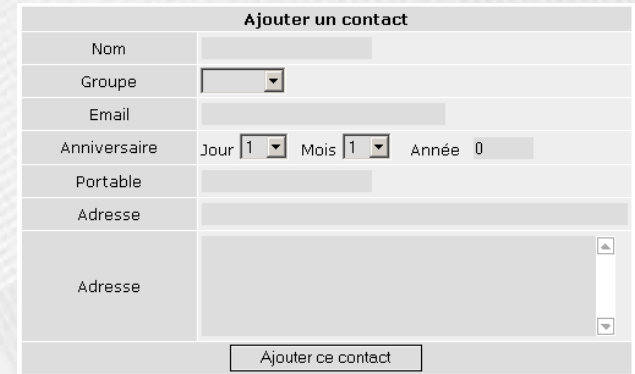 Ajouter un contact
Nom
Groupe
Email
Anniversaire Jour 1 Mois 1 Année 0
Portable
Adresse
Adresse
Ajouter ce contact